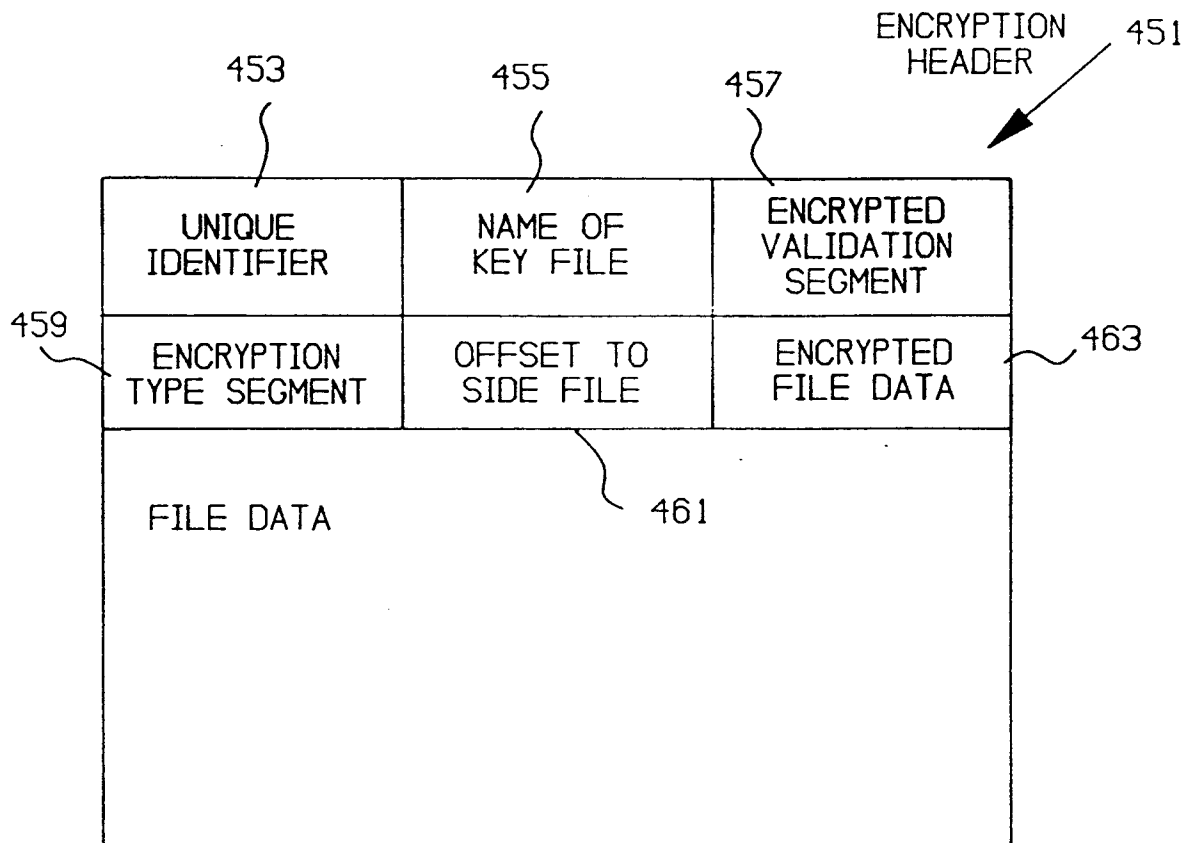 ENCRYPTION
HEADER
451
453
455
457
UNIQUE
IDENTIFIER
NAME OF
KEY FILE
ENCRYPTED
VALIDATION
SEGMENT
459
ENCRYPTION
TYPE SEGMENT
OFFSET TO
SIDE FILE
ENCRYPTED
FILE DATA
463
461
FILE DATA